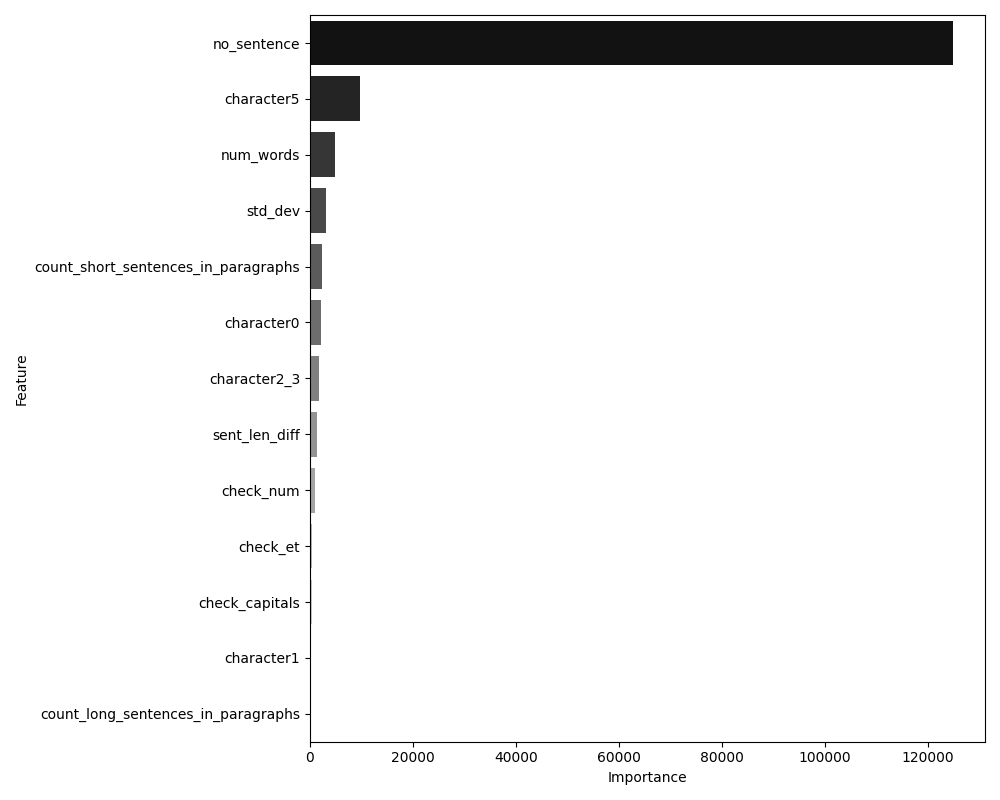 no_sentence
character5
num_words
std_dev
count_short_sentences_in_paragraphs
character0
character2_3
sent_len_diff
check_num
check_et
check_capitals
character1
count_long_sentences_in_paragraphs
Feature
0 20000 40000 60000 80000 100000 120000
Importance